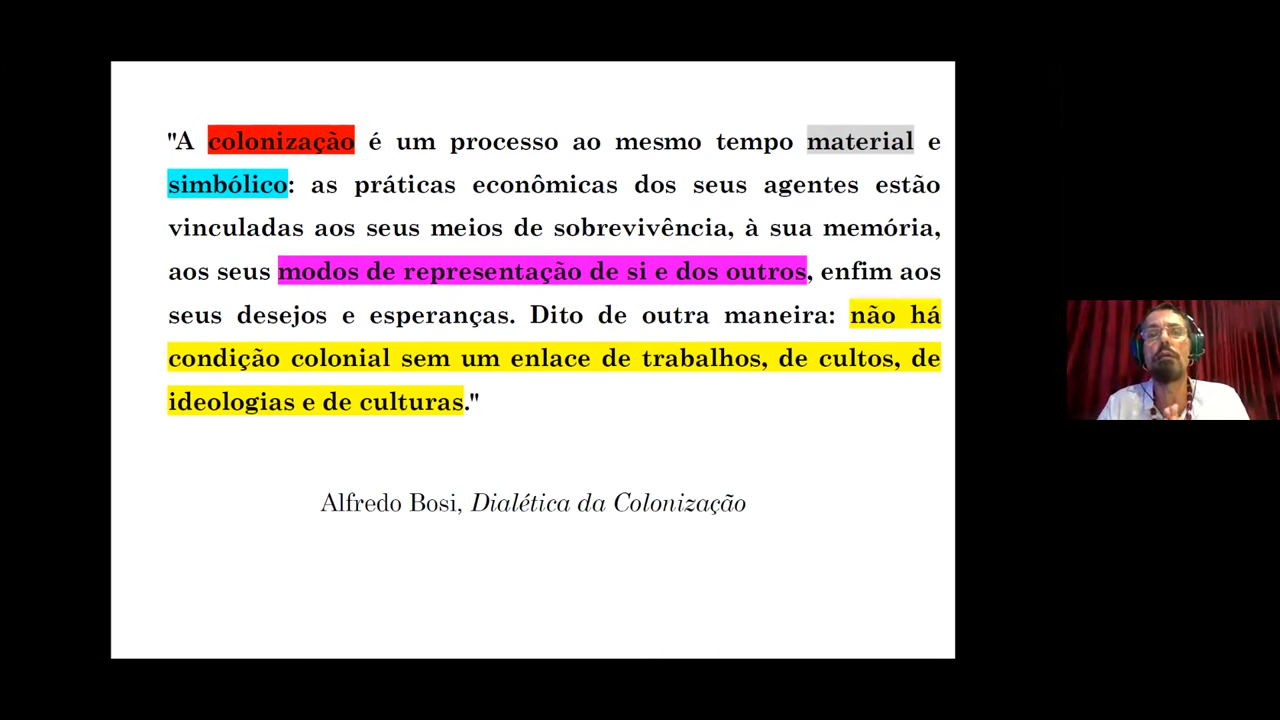 "A colonização é um processo ao mesmo tempo material e
simbólico: as práticas econômicas dos seus agentes estão
vinculadas aos seus meios de sobrevivência, à sua memória,
aos seus modos de representação de si e dos outros, enfim aos
seus desejos e esperanças. Dito de outra maneira: não há
condição colonial sem um enlace de trabalhos, de cultos, de
ideologias e de culturas."
Alfredo Bosi, Dialética da Colonização